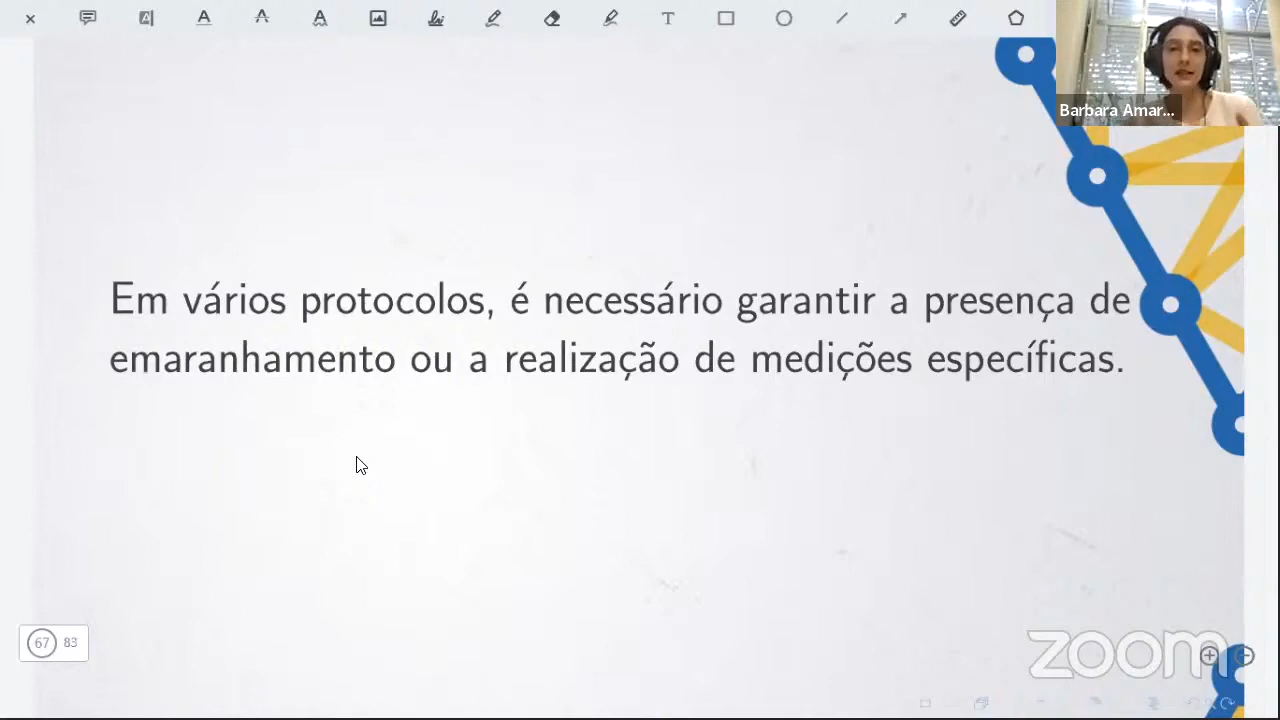 Barbara Amar...
Em vários protocolos, é necessário garantir a presença de
emaranhamento ou a realização de medições específicas.
67 83
zoom